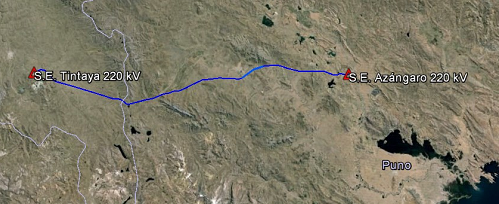 S.E. Tintaya 220 kV
S.E. Azángaro 220 kV
Puno